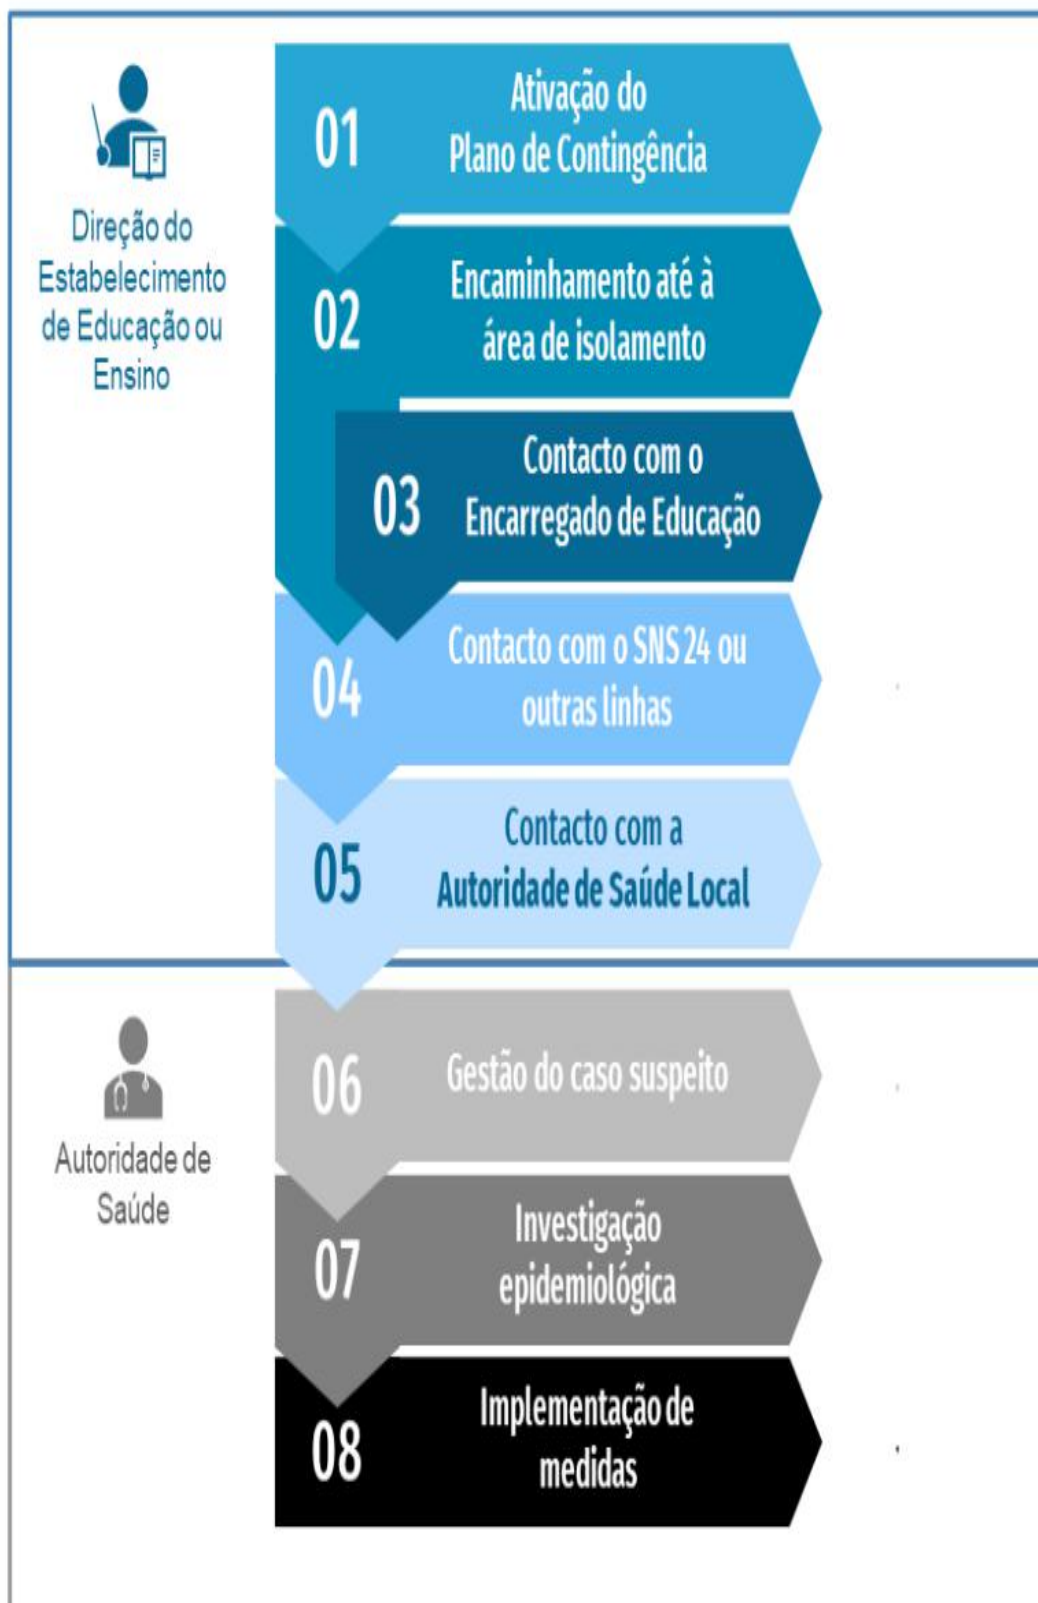 Direção do
Estabelecimento
de Educação ou
Ensino
01
Ativação do
Plano de Contingência
02
Encaminhamento até à
área de isolamento
03
Contacto com o
Encarregado de Educação
04
Contacto com o SNS 24 ou
outras linhas
05
Contacto com a
Autoridade de Saúde Local
Autoridade de
Saúde
06
Gestão do caso suspeito
07
Investigação
epidemiológica
08
Implementação de
medidas